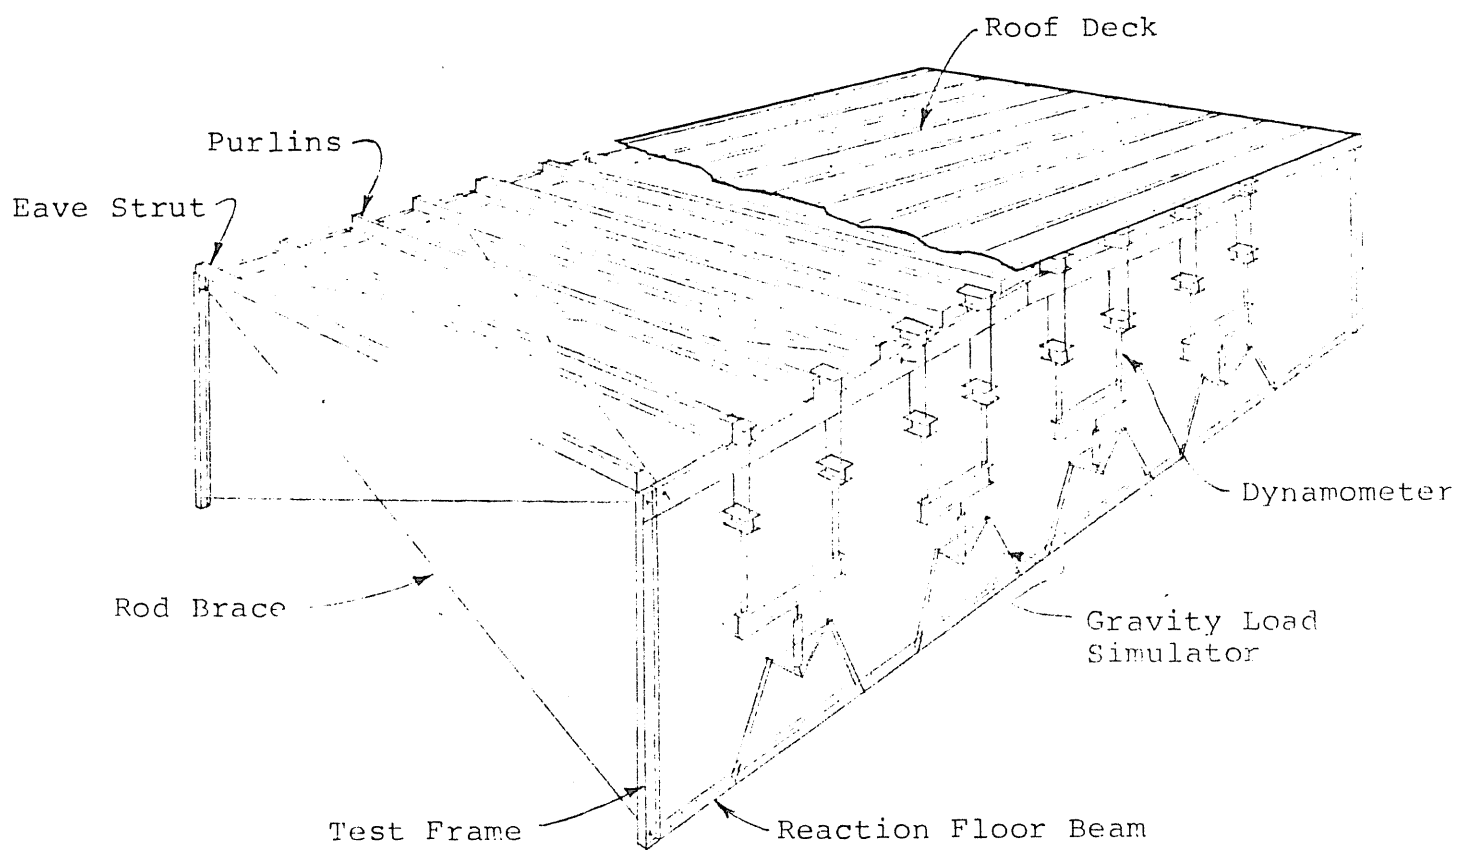 Roof Deck
Purlins
Eave Strut
Dynamometer
Rod Brace
Gravity Load
Simulator
Test Frame
Reaction Floor Beam